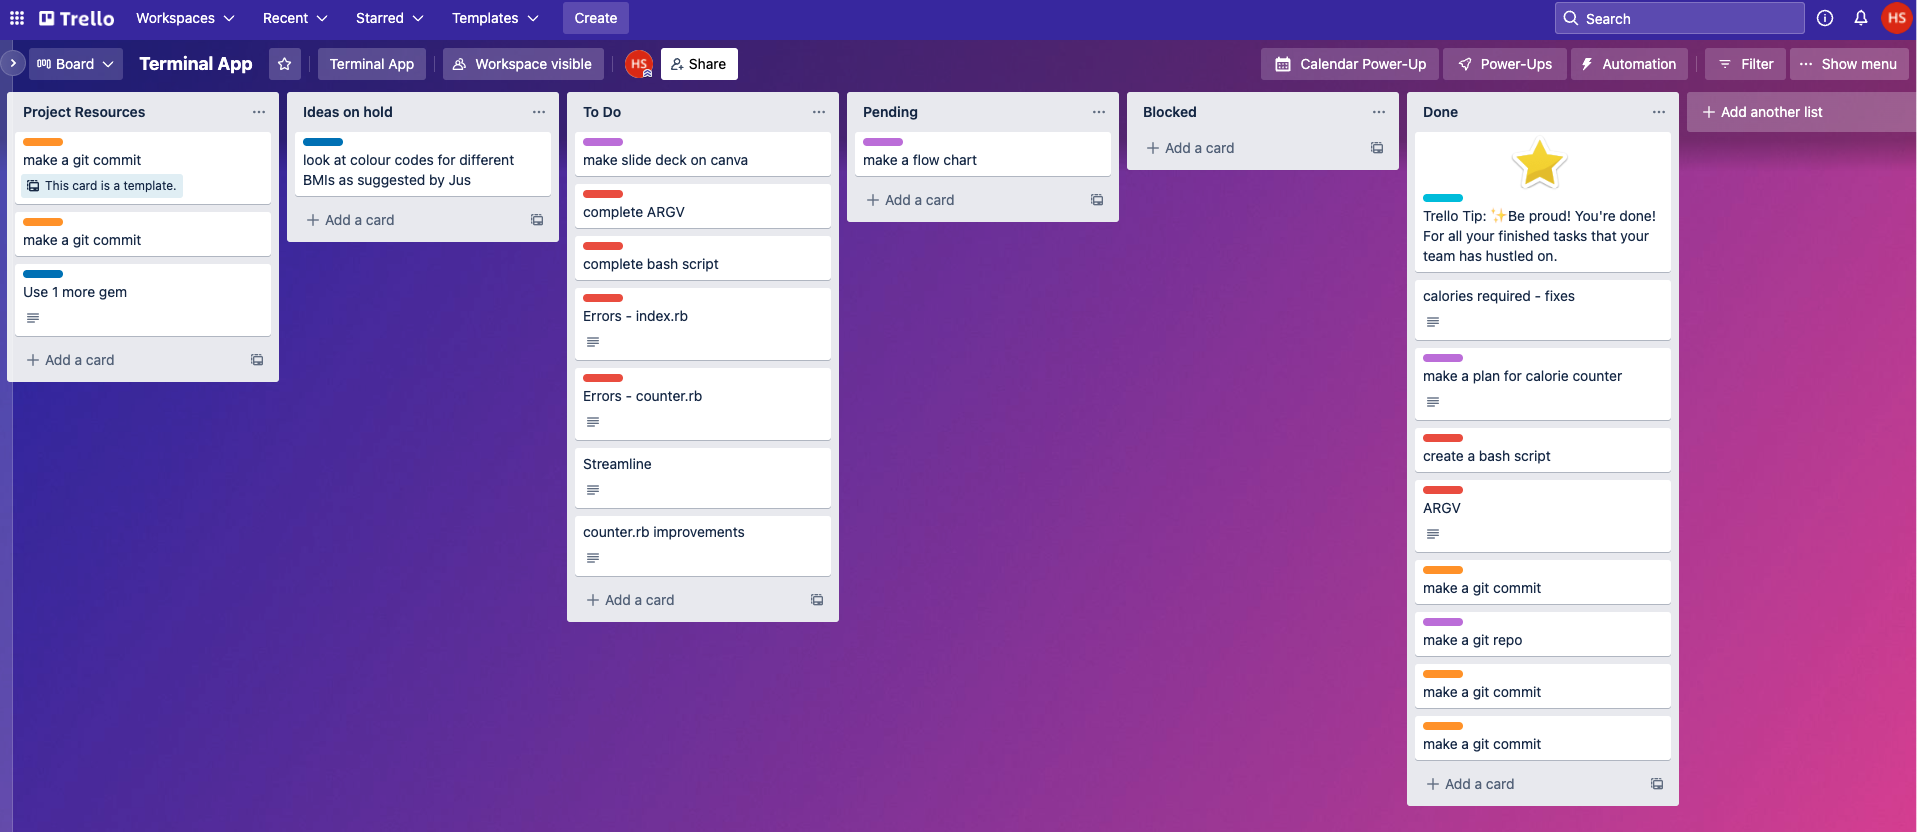 Trello
Workspaces
Recent
Starred
Templates
Create
Search
HS
Board
Terminal App
Terminal App
Workspace visible
HS
Share
Calendar Power-Up
Power-Ups
Automation
Filter
Show menu
Project Resources
make a git commit
This card is a template.
make a git commit
Use 1 more gem
Add a card
Ideas on hold
look at colour codes for different
BMIs as suggested by Jus
Add a card
To Do
make slide deck on canva
complete ARGV
complete bash script
Errors - index.rb
Errors - counter.rb
Streamline
counter.rb improvements
Add a card
Pending
make a flow chart
Add a card
Blocked
Add a card
Done
Trello Tip: ✨Be proud! You're done!
For all your finished tasks that your
team has hustled on.
calories required - fixes
make a plan for calorie counter
create a bash script
ARGV
make a git commit
make a git repo
make a git commit
make a git commit
Add a card
Add another list